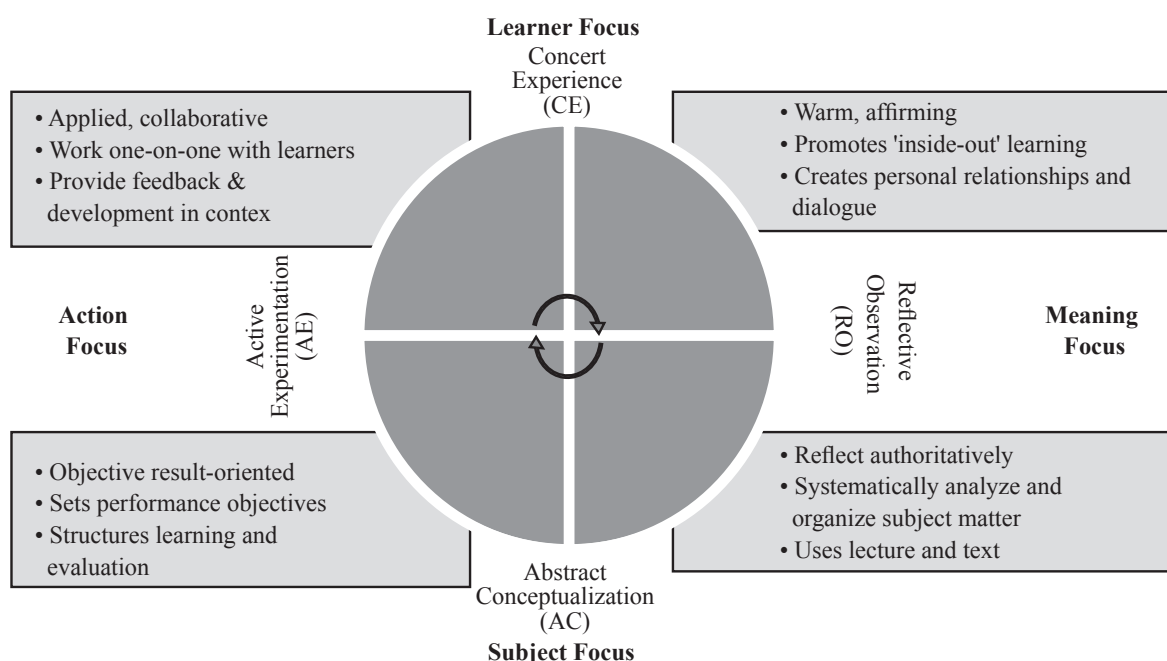 Learner Focus
Concert
Experience
(CE)
• Applied, collaborative
• Work one-on-one with learners
• Provide feedback &
development in contex
• Warm, affirming
• Promotes 'inside-out' learning
• Creates personal relationships and
dialogue
Action
Focus
Active
Experimentation
(AE)
Reflective
Observation
(RO)
Meaning
Focus
• Objective result-oriented
• Sets performance objectives
• Structures learning and
evaluation
• Reflect authoritatively
• Systematically analyze and
organize subject matter
• Uses lecture and text
Abstract
Conceptualization
(AC)
Subject Focus